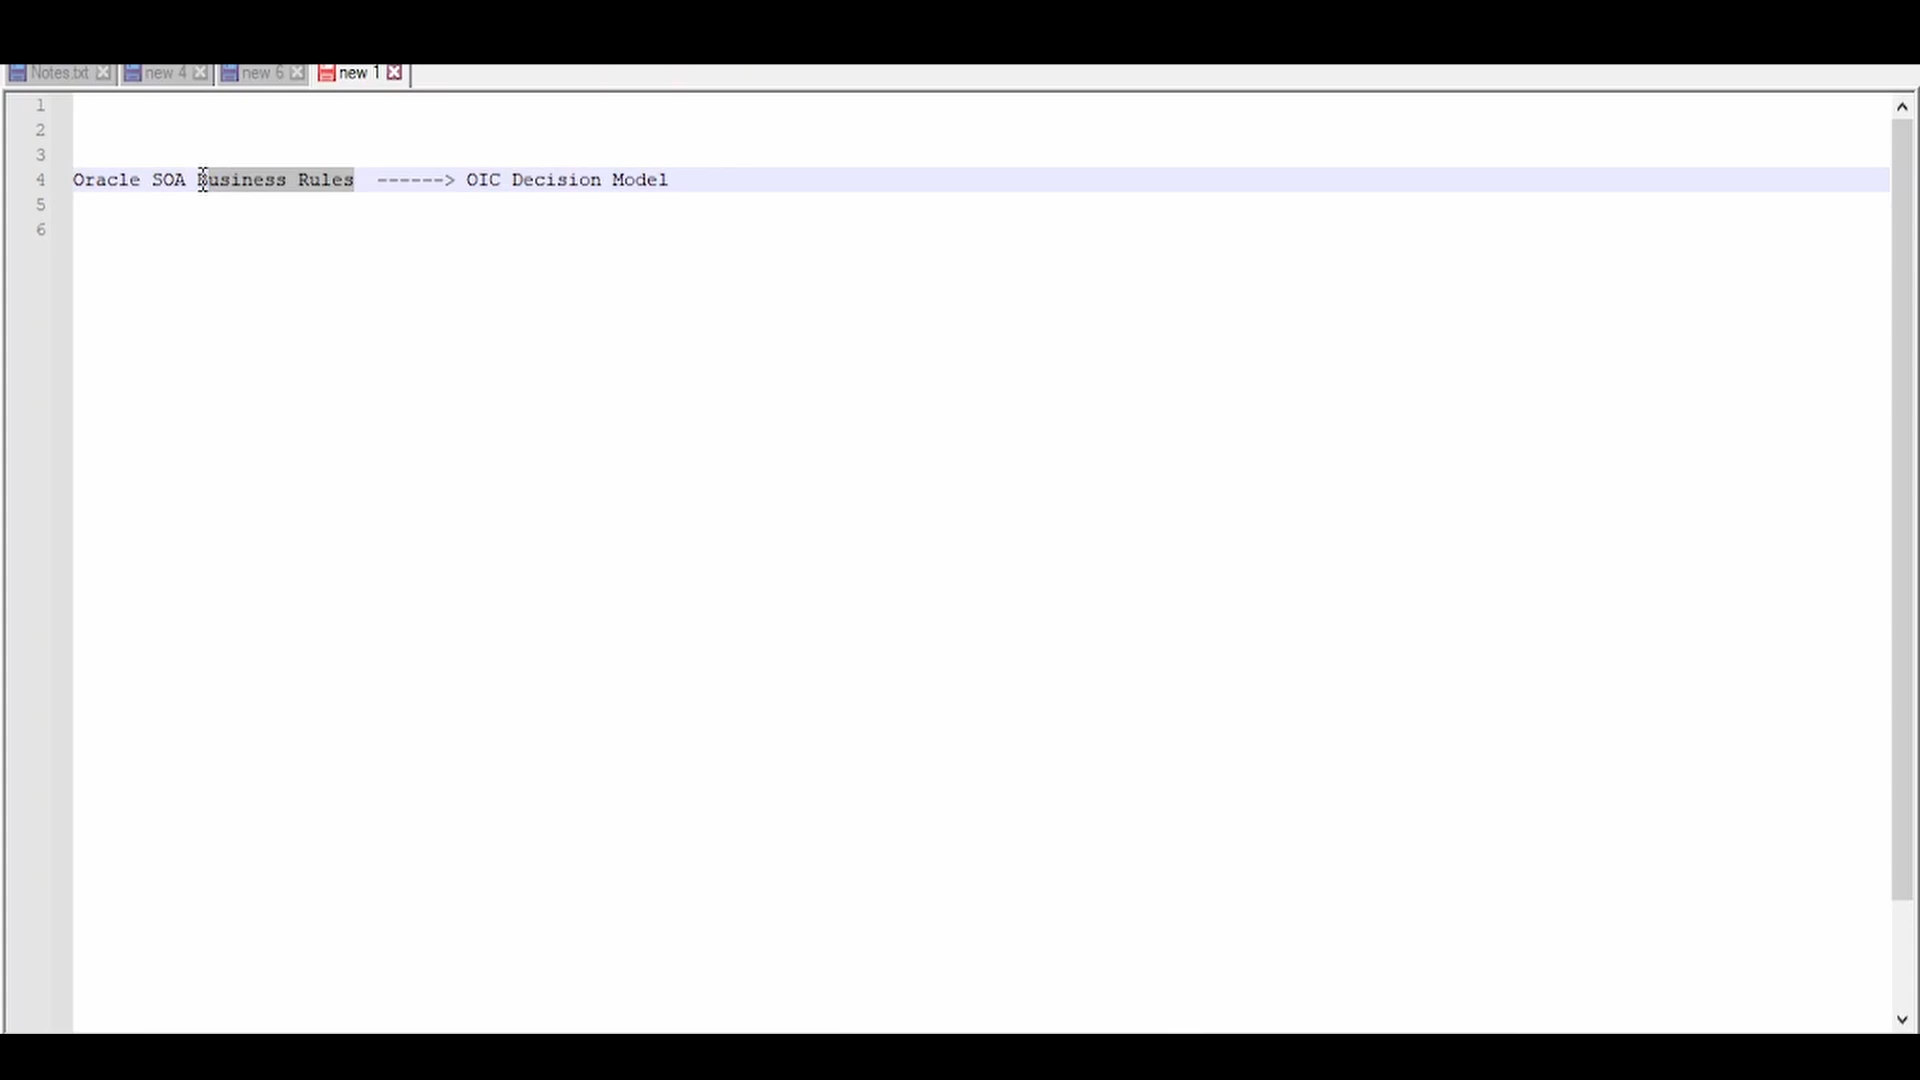 Notes.txt new 4 new 6 new 1
1
2
3
4 Oracle SOA Business Rules ------> OIC Decision Model
5
6